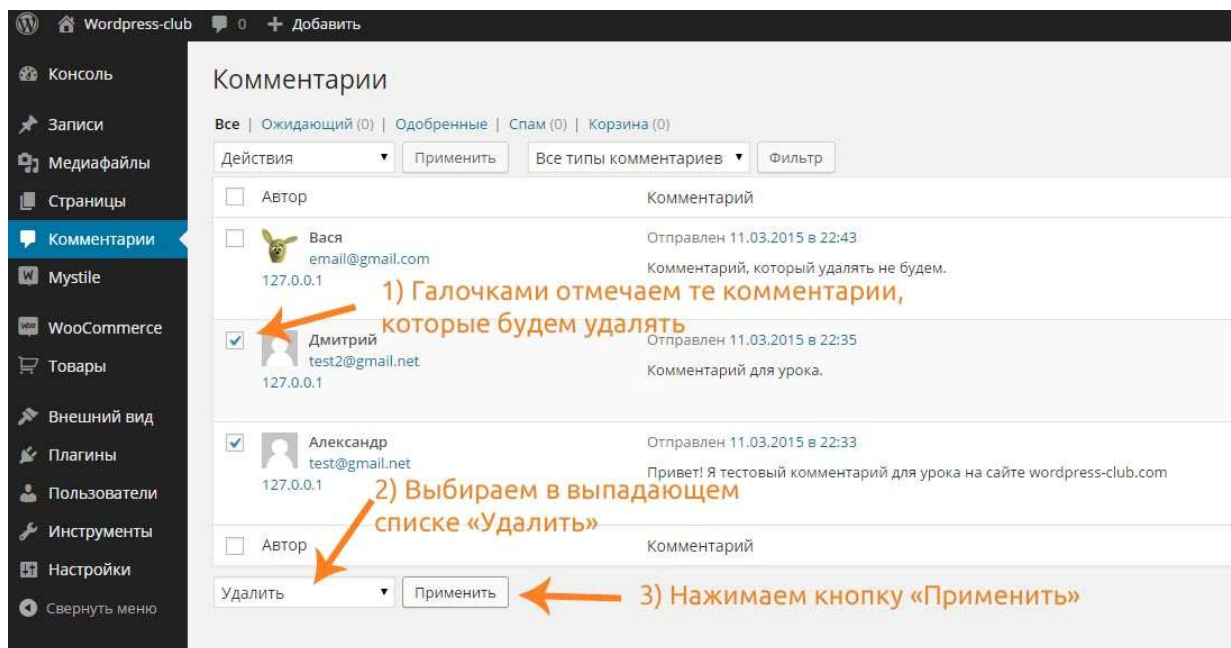 Wordpress-club 0 + Добавить
Консоль
Записи
Медиафайлы
Страницы
Комментарии
Mystile
WooCommerce
Товары
Внешний вид
Плагины
Пользователи
Инструменты
Настройки
Свернуть меню
Комментарии
Все | Ожидающий (0) | Одобренные | Спам (0) | Корзина (0)
Действия Применить Все типы комментариев Фильтр
Автор Комментарий
Вася
email@gmail.com
127.0.0.1
Отправлен 11.03.2015 в 22:43
Комментарий, который удалять не будем.
1) Галочками отмечаем те комментарии,
которые будем удалять
Дмитрий
test2@gmail.net
127.0.0.1
Отправлен 11.03.2015 в 22:35
Комментарий для урока.
Александр
test@gmail.net
127.0.0.1
Отправлен 11.03.2015 в 22:33
Привет! Я тестовый комментарий для урока на сайте wordpress-club.com
2) Выбираем в выпадающем
списке «Удалить»
Автор Комментарий
Удалить Применить
3) Нажимаем кнопку «Применить»